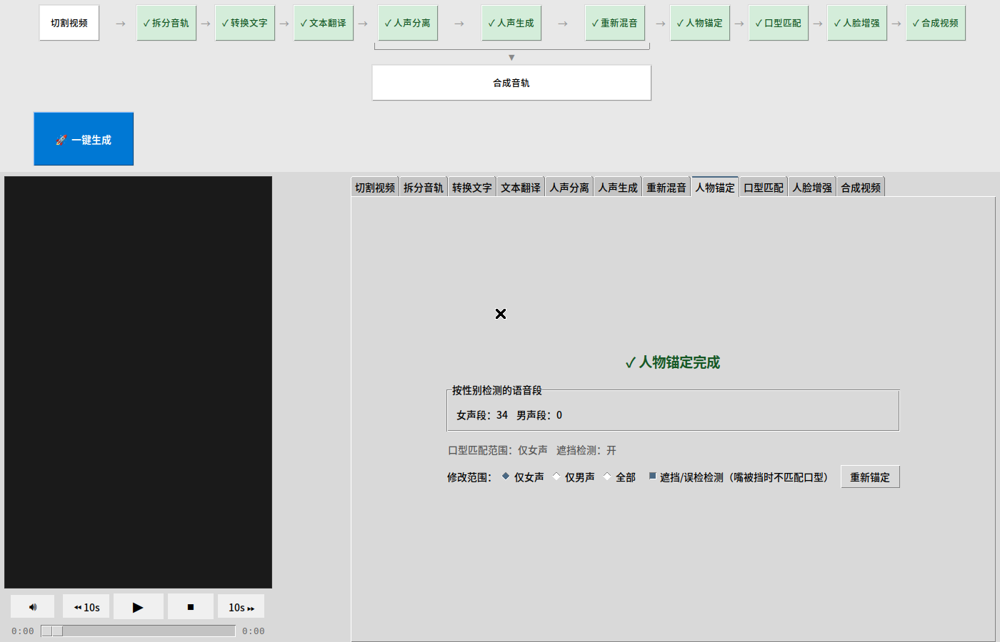 切割视频 → ✓拆分音轨 → ✓转换文字 → ✓文本翻译 → ✓人声分离 → ✓人声生成 → ✓重新混音 → ✓人物锚定 → ✓口型匹配 → ✓人脸增强 → ✓合成视频
合成音轨
🚀 一键生成
切割视频 拆分音轨 转换文字 文本翻译 人声分离 人声生成 重新混音 人物锚定 口型匹配 人脸增强 合成视频
✓人物锚定完成
按性别检测的语音段
女声段：34 男声段：0
口型匹配范围：仅女声 遮挡检测：开
修改范围： 仅女声 仅男声 全部 遮挡/误检检测（嘴被挡时不匹配口型） 重新锚定
10s 10s
0:00 0:00